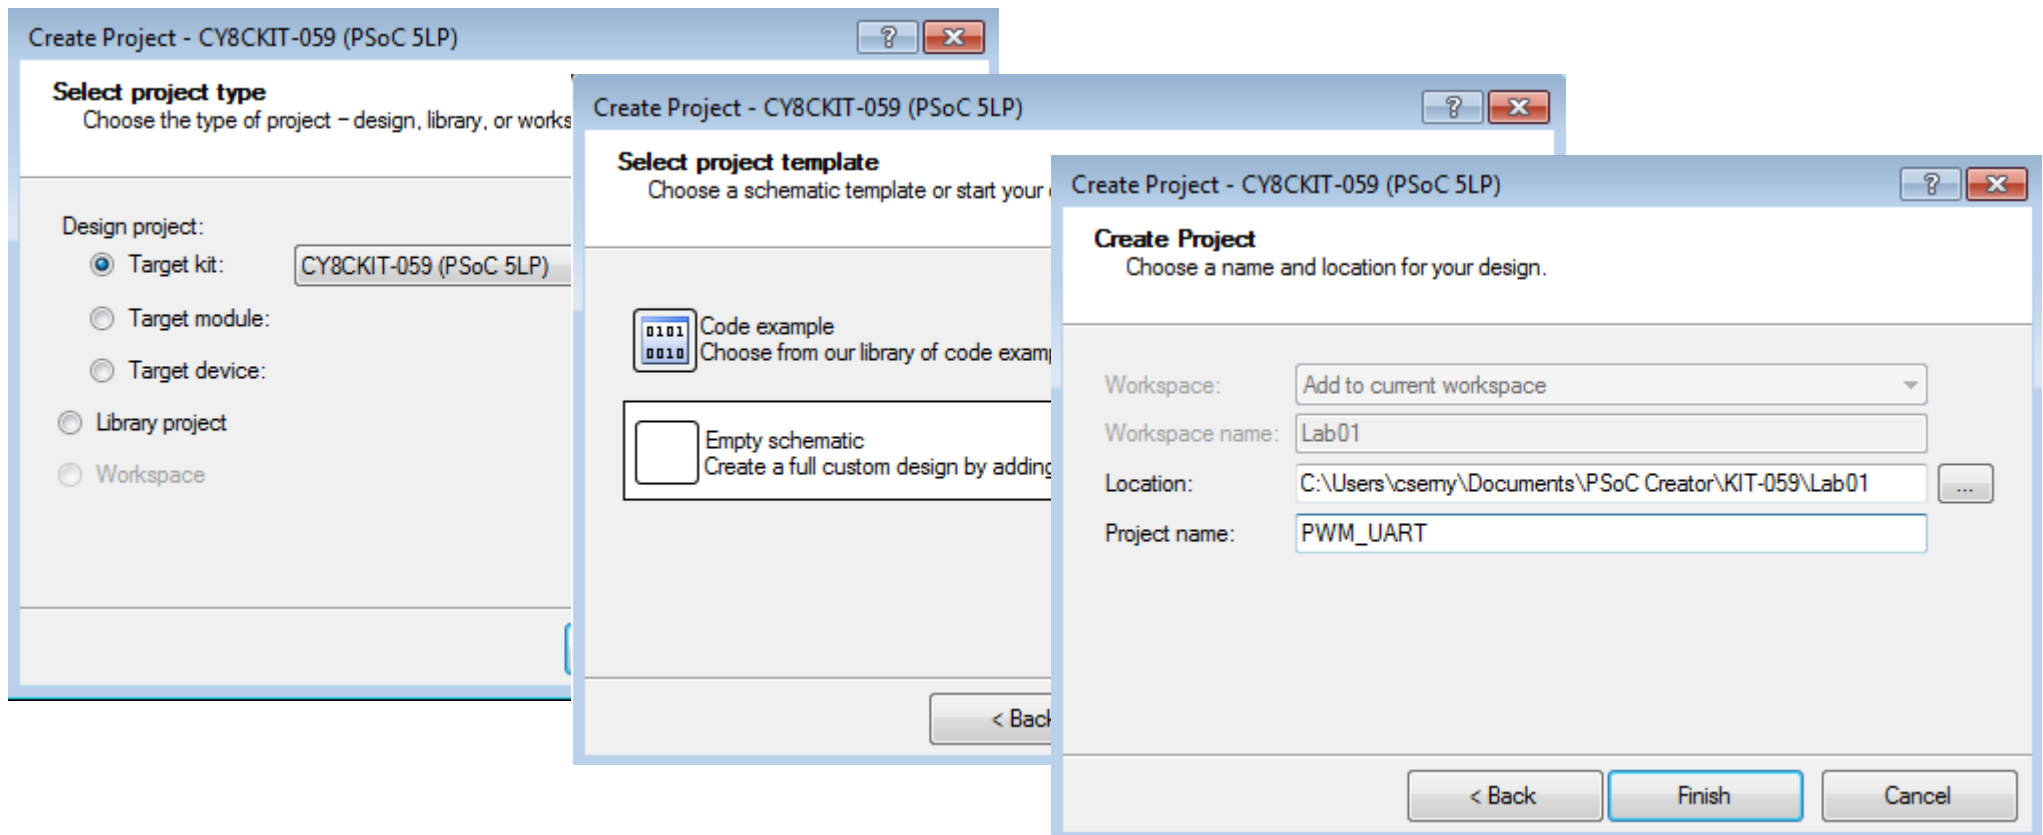 Create Project - CY8CKIT-059 (PSoC 5LP)
Select project type
Choose the type of project – design, library, or works
Design project:
Target kit:
CY8CKIT-059 (PSoC 5LP)
Target module:
Target device:
Library project
Workspace
Create Project - CY8CKIT-059 (PSoC 5LP)
Select project template
Choose a schematic template or start your
0101
0010
Code example
Choose from our library of code exam
Empty schematic
Create a full custom design by adding
< Back
Create Project - CY8CKIT-059 (PSoC 5LP)
Create Project
Choose a name and location for your design.
Workspace: Add to current workspace
Workspace name: Lab01
Location: C:\Users\csemy\Documents\PSoC Creator\KIT-059\Lab01 ...
Project name: PWM_UART
< Back Finish Cancel